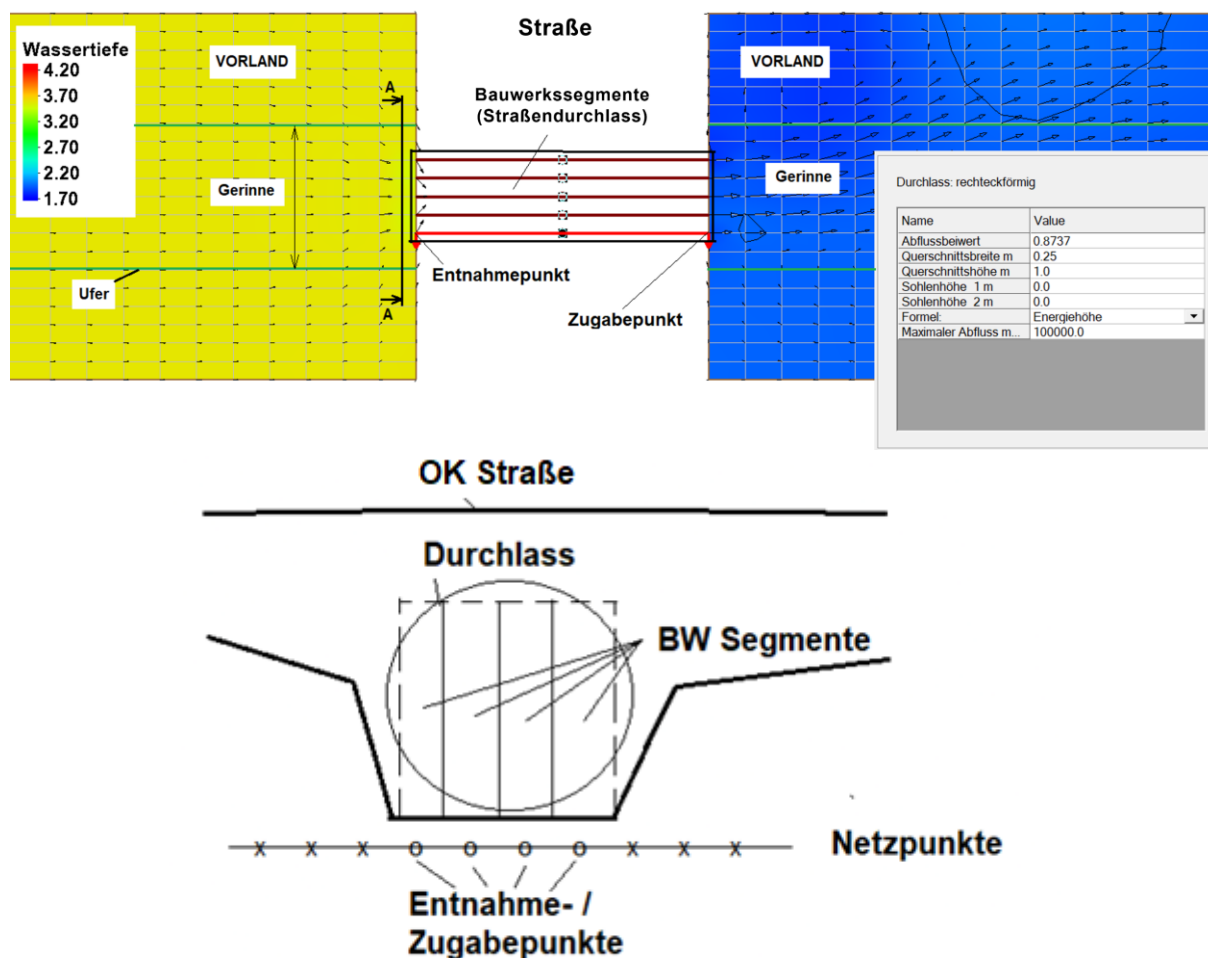 Straße
Wassertiefe
4.20
3.70
3.20
2.70
2.20
1.70
VORLAND
A
Bauwerkssegmente
(Straßendurchlass)
Gerinne
Ufer
A
Entnahmepunkt
Zugabepunkt
VORLAND
Gerinne
Durchlass: rechteckförmig
Name Value
Abflussbeiwert 0.8737
Querschnittsbreite m 0.25
Querschnittshöhe m 1.0
Sohlenhöhe 1 m 0.0
Sohlenhöhe 2 m 0.0
Formel: Energiehöhe
Maximaler Abfluss m... 100000.0
OK Straße
Durchlass
BW Segmente
x x x o o o o x x x
Netzpunkte
Entnahme- /
Zugabepunkte